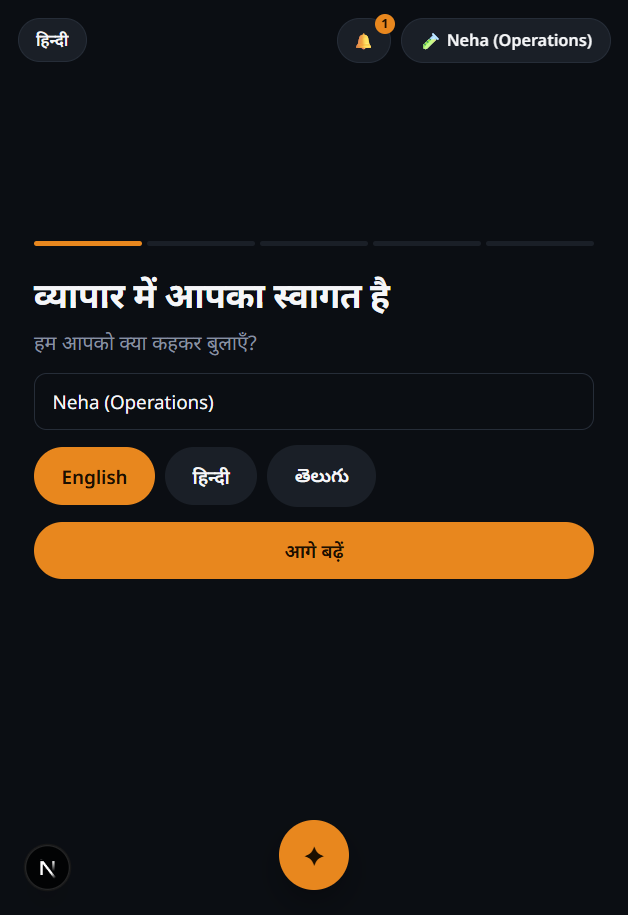 हिन्दी
1
Neha (Operations)
व्यापार में आपका स्वागत है
हम आपको क्या कहकर बुलाएँ?
Neha (Operations)
English
हिन्दी
తెలుగు
आगे बढ़ें
N